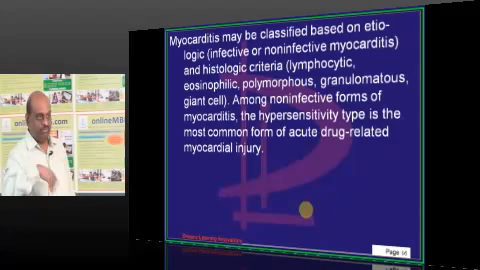 Myocarditis may be classified based on etio-
logic (infective or noninfective myocarditis)
and histologic criteria (lymphocytic,
eosinophilic, polymorphous, granulomatous,
giant cell). Among noninfective forms of
myocarditis, the hypersensitivity type is the
most common form of acute drug-related
myocardial injury.